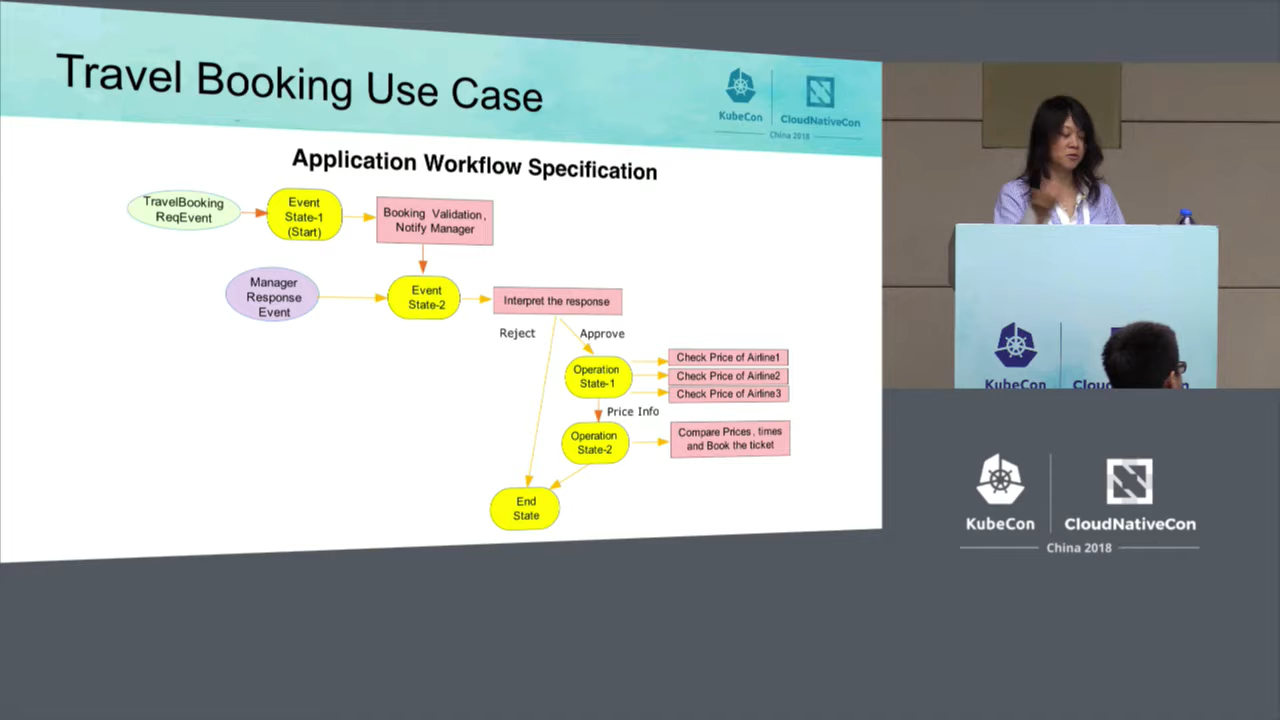 Travel Booking Use Case
KubeCon
CloudNativeCon
China 2018
Application Workflow Specification
TravelBooking
ReqEvent
Event
State-1
(Start)
Booking Validation,
Notify Manager
Manager
Response
Event
Event
State-2
Interpret the response
Reject
Approve
Operation
State-1
Check Price of Airline1
Check Price of Airline2
Check Price of Airline3
Price Info
Operation
State-2
Compare Prices, times
and Book the ticket
End
State
KubeCon
KubeCon
CloudNativeCon
China 2018